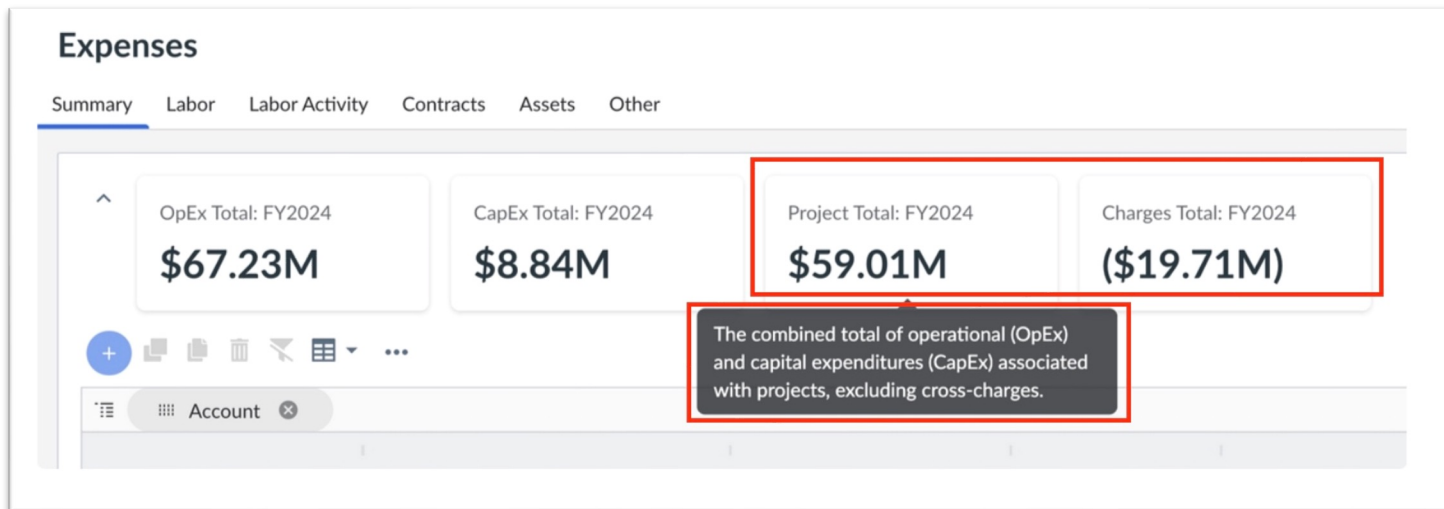 Expenses
Summary Labor Labor Activity Contracts Assets Other
OpEx Total: FY2024 CapEx Total: FY2024 Project Total: FY2024 Charges Total: FY2024
$67.23M $8.84M $59.01M ($19.71M)
The combined total of operational (OpEx)
and capital expenditures (CapEx) associated
with projects, excluding cross-charges.
Account